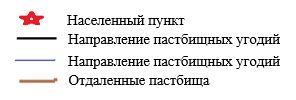 Населенный пункт
Направление пастбищных угодий
Направление пастбищных угодий
Отдаленные пастбища